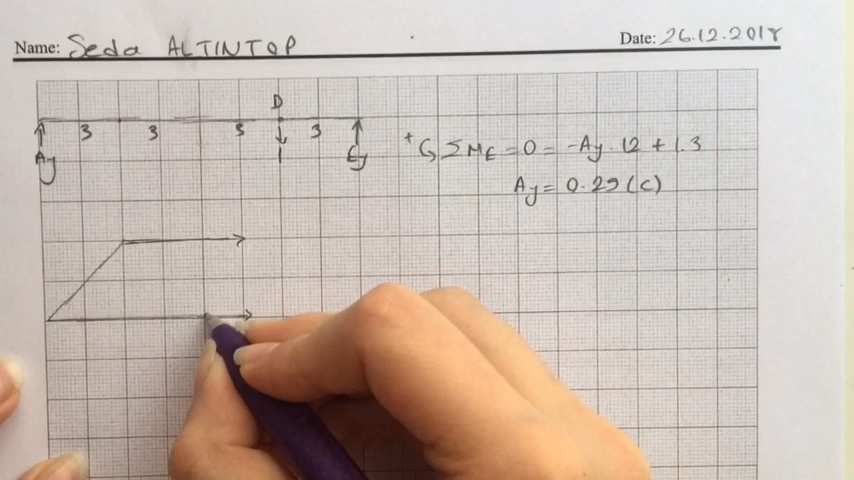 Name: Seda ALTINTOP
Date: 26.12.2018
D
3 3 3 3
Ay 1 Ey
+ ↺ ΣME = 0 = -Ay. 12 + 1.3
Ay = 0.25 (C)